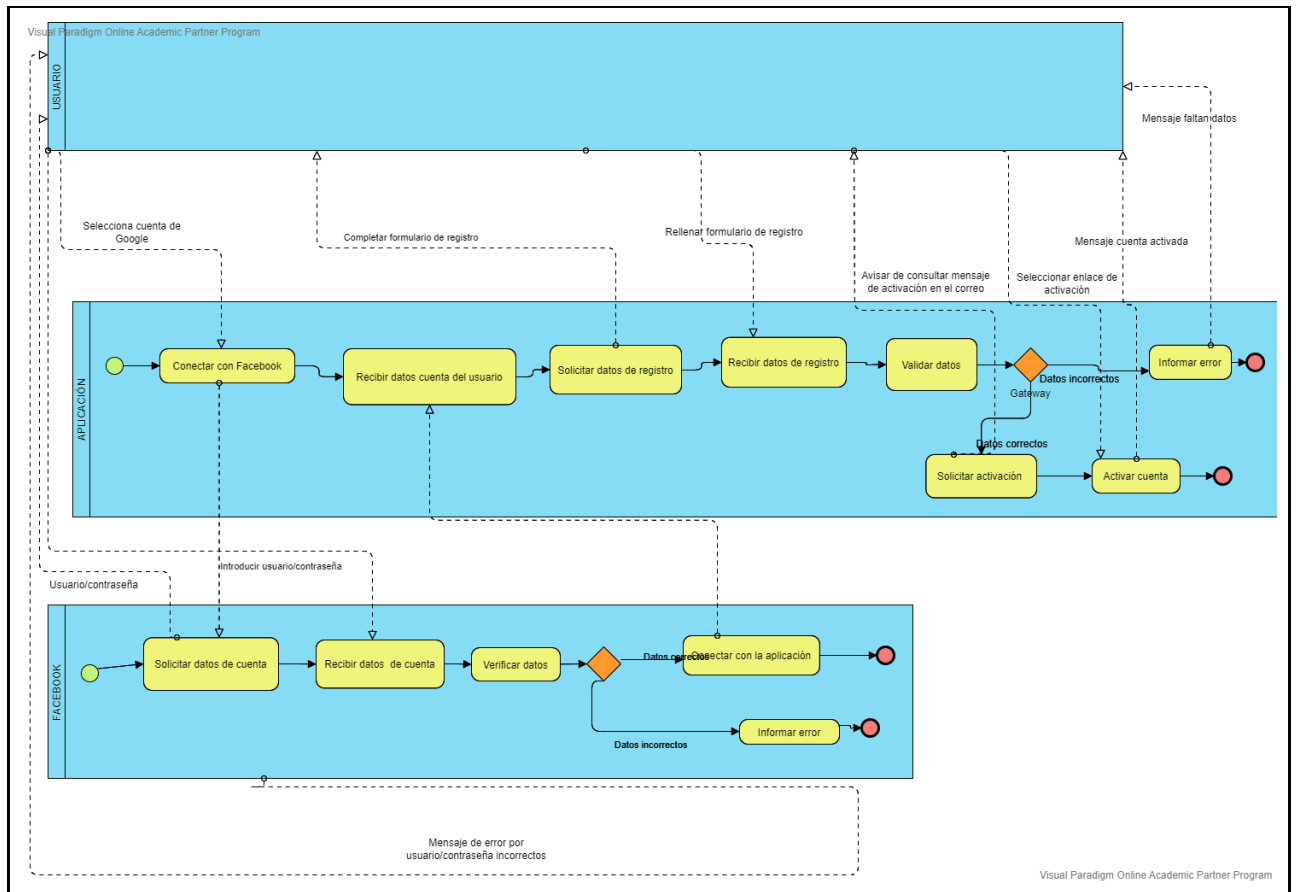 Visual Paradigm Online Academic Partner Program
USUARIO
Mensaje faltan datos
Selecciona cuenta de
Google
Completar formulario de registro
Rellenar formulario de registro
Mensaje cuenta activada
Avisar de consultar mensaje
de activación en el correo
Seleccionar enlace de
activación
APLICACIÓN
Conectar con Facebook
Recibir datos cuenta del usuario
Solicitar datos de registro
Recibir datos de registro
Validar datos
Gateway
Datos incorrectos
Informar error
Datos correctos
Solicitar activación
Activar cuenta
Usuario/contraseña
Introducir usuario/contraseña
FACEBOOK
Solicitar datos de cuenta
Recibir datos de cuenta
Verificar datos
Datos correctos
Conectar con la aplicación
Datos incorrectos
Informar error
Mensaje de error por
usuario/contraseña incorrectos
Visual Paradigm Online Academic Partner Program